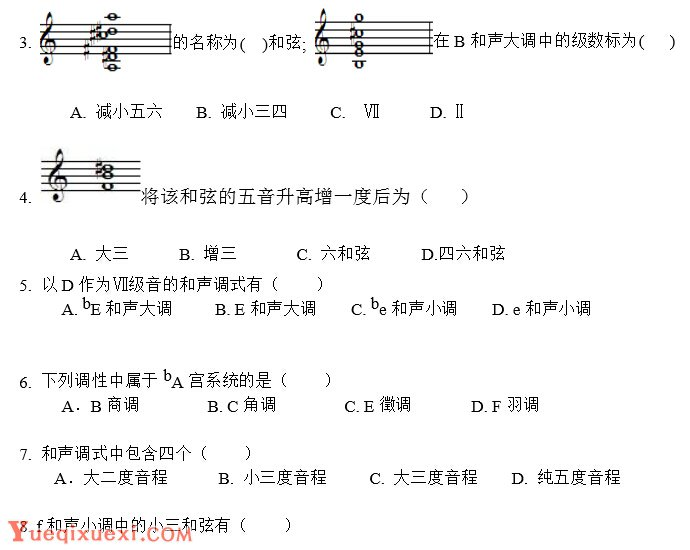 3. 的名称为( )和弦; 在 B 和声大调中的级数标为( )
A. 减小五六 B. 减小三四 C. Ⅶ D. Ⅱ
4. 将该和弦的五音升高增一度后为( )
A. 大三 B. 增三 C. 六和弦 D.四六和弦
5. 以 D 作为Ⅶ级音的和声调式有( )
A. bE 和声大调 B. E 和声大调 C. be 和声小调 D. e 和声小调
6. 下列调性中属于 bA 宫系统的是( )
A. B 商调 B. C 角调 C. E 徵调 D. F 羽调
7. 和声调式中包含四个( )
A. 大二度音程 B. 小三度音程 C. 大三度音程 D. 纯五度音程
8. f 和声小调中的小三和弦有( )
Yueqixuexi.com